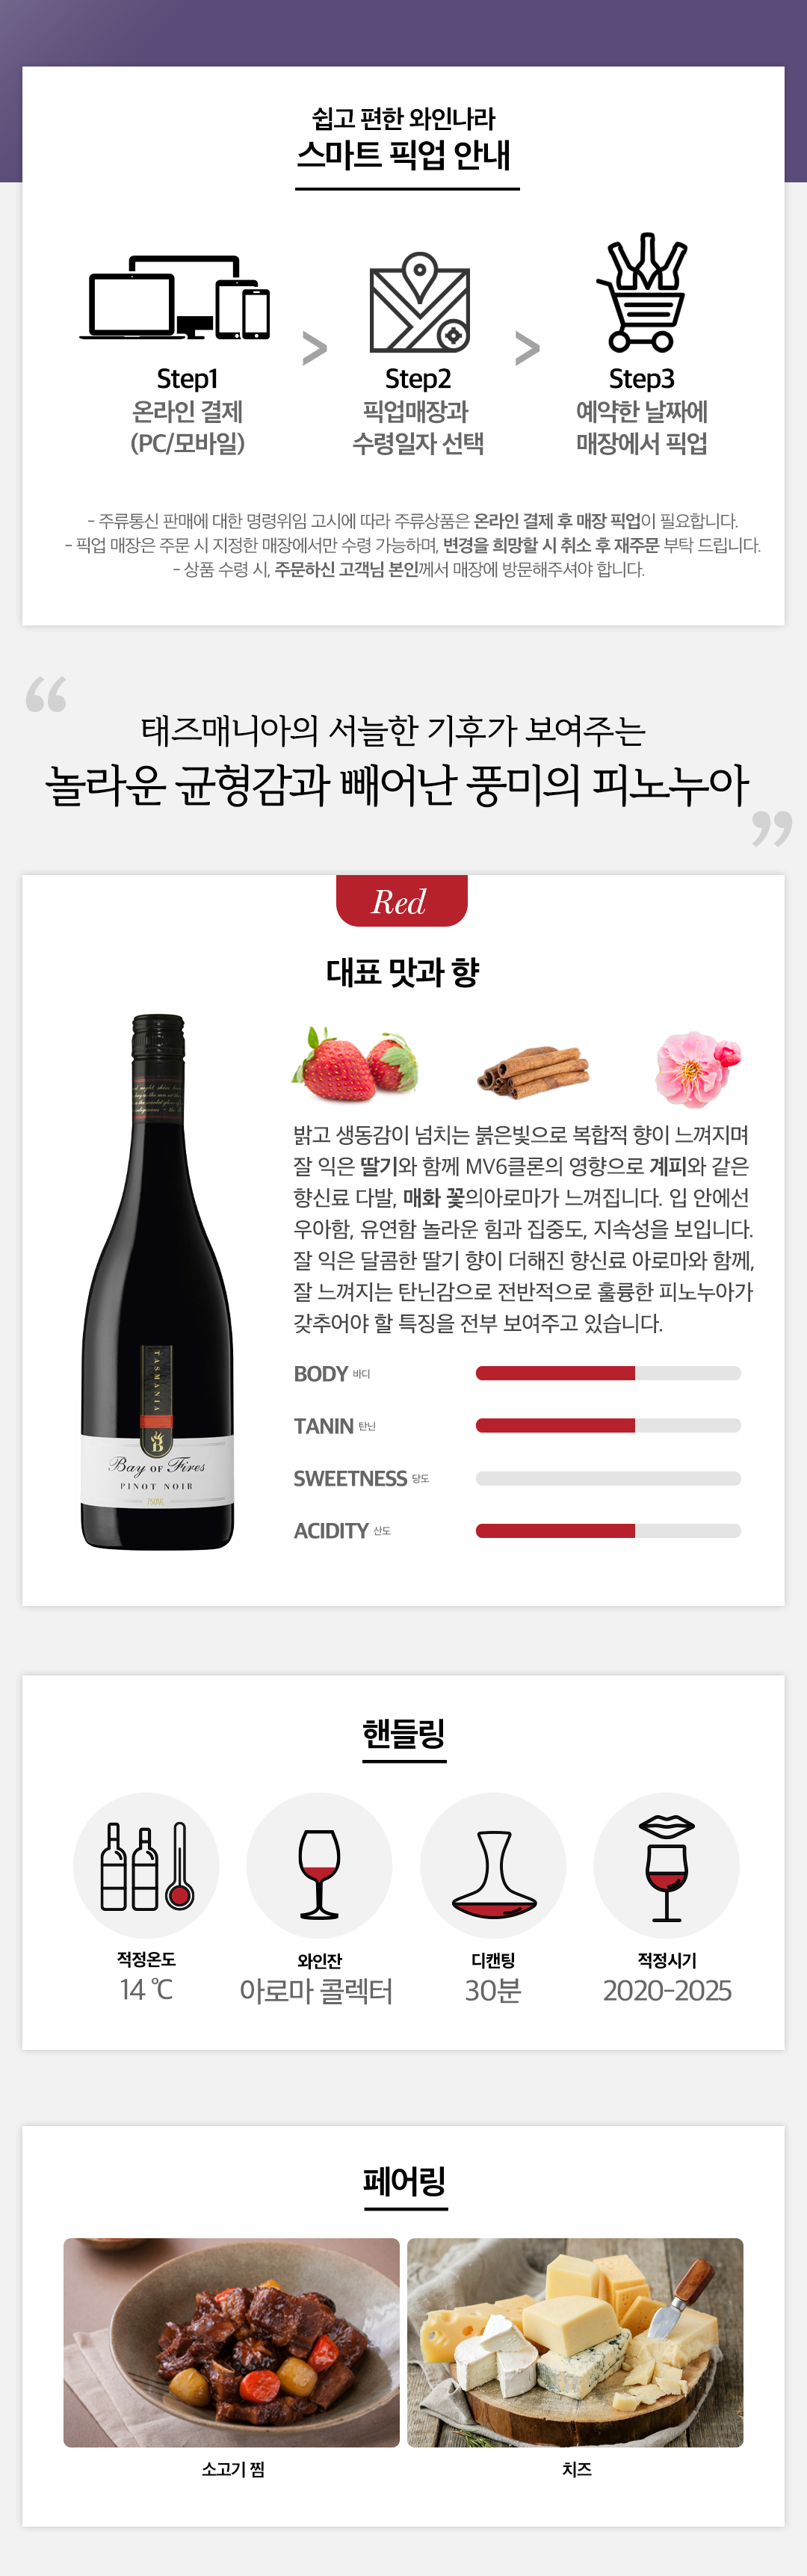 쉽고 편한 와인나라
스마트 픽업 안내
Step1
온라인 결제
(PC/모바일)
>
Step2
픽업매장과
수령일자 선택
>
Step3
예약한 날짜에
매장에서 픽업
- 주류통신 판매에 대한 명령위임 고시에 따라 주류상품은 온라인 결제 후 매장 픽업이 필요합니다.
- 픽업 매장은 주문 시 지정한 매장에서만 수령 가능하며, 변경을 희망할 시 취소 후 재주문 부탁 드립니다.
- 상품 수령 시, 주문하신 고객님 본인께서 매장에 방문해주셔야 합니다.
“
태즈매니아의 서늘한 기후가 보여주는
놀라운 균형감과 빼어난 풍미의 피노누아
”
Red
대표 맛과 향
밝고 생동감이 넘치는 붉은빛으로 복합적 향이 느껴지며
잘 익은 딸기와 함께 MV6클론의 영향으로 계피와 같은
향신료 다발, 매화 꽃의아로마가 느껴집니다. 입 안에선
우아함, 유연함 놀라운 힘과 집중도, 지속성을 보입니다.
잘 익은 달콤한 딸기 향이 더해진 향신료 아로마와 함께,
잘 느껴지는 탄닌감으로 전반적으로 훌륭한 피노누아가
갖추어야 할 특징을 전부 보여주고 있습니다.
TASMANIA
B
Bay OF Fires
PINOT NOIR
750ML
BODY 바디
TANIN 탄닌
SWEETNESS 당도
ACIDITY 산도
핸들링
적정온도
14 ℃
와인잔
아로마 콜렉터
디캔팅
30분
적정시기
2020-2025
페어링
소고기 찜
치즈